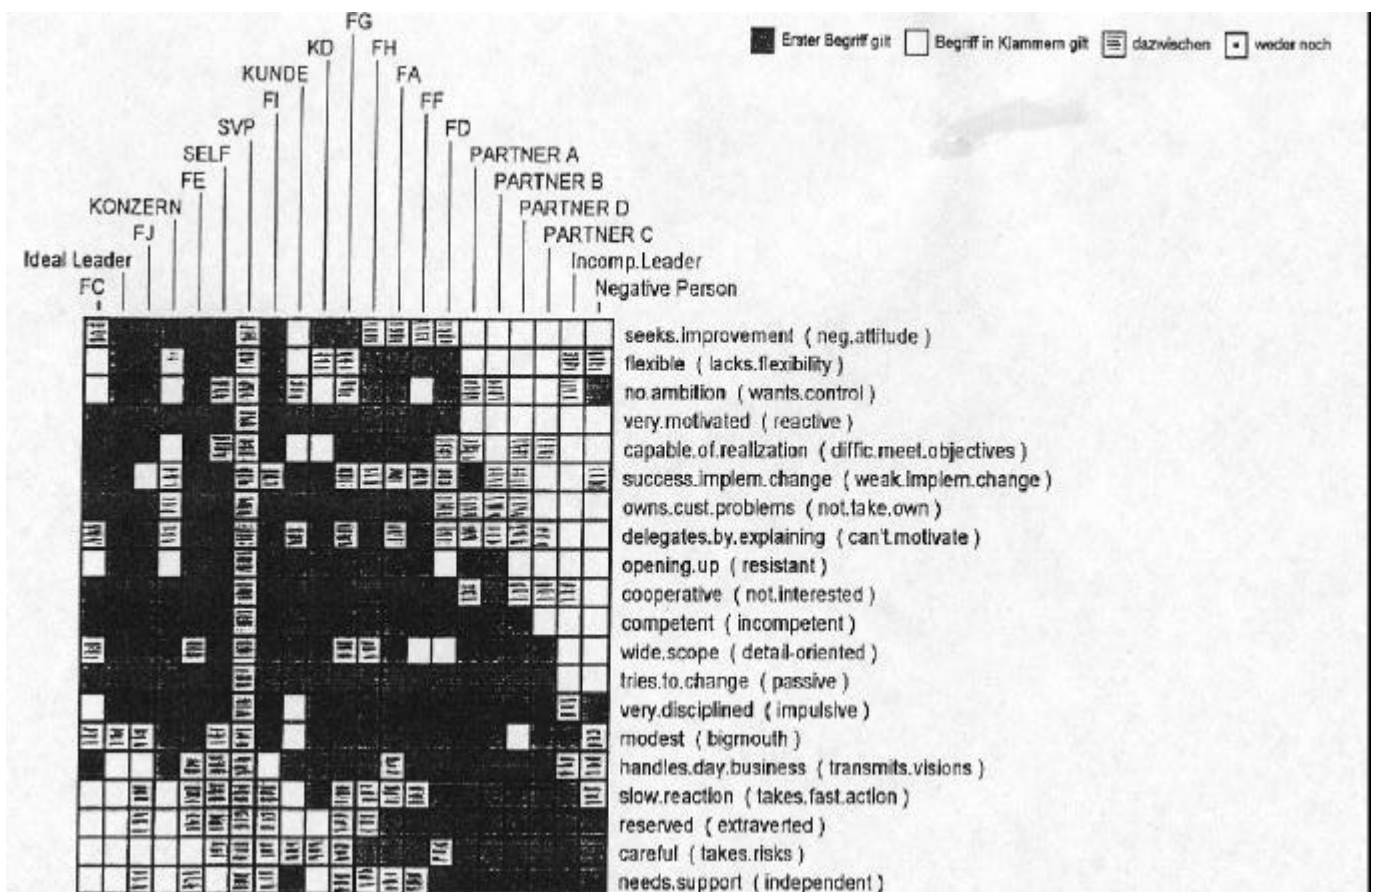 FG
Erster Begriff gilt Begriff in Klammern gilt dazwischen weder noch
KD FH
KUNDE FA
FI FF
SVP FD
SELF PARTNER A
FE PARTNER B
KONZERN PARTNER D
FJ PARTNER C
Ideal Leader Incomp.Leader
FC Negative Person
seeks.improvement ( neg.attitude )
flexible ( lacks.flexibility )
no.ambition ( wants.control )
very.motivated ( reactive )
capable.of.realization ( diffic.meet.objectives )
success.implem.change ( weak.implem.change )
owns.cust.problems ( not.take.own )
delegates.by.explaining ( can't.motivate )
opening.up ( resistant )
cooperative ( not.interested )
competent ( incompetent )
wide.scope ( detail-oriented )
tries.to.change ( passive )
very.disciplined ( impulsive )
modest ( bigmouth )
handles.day.business ( transmits.visions )
slow.reaction ( takes.fast.action )
reserved ( extraverted )
careful ( takes.risks )
needs.support ( independent )